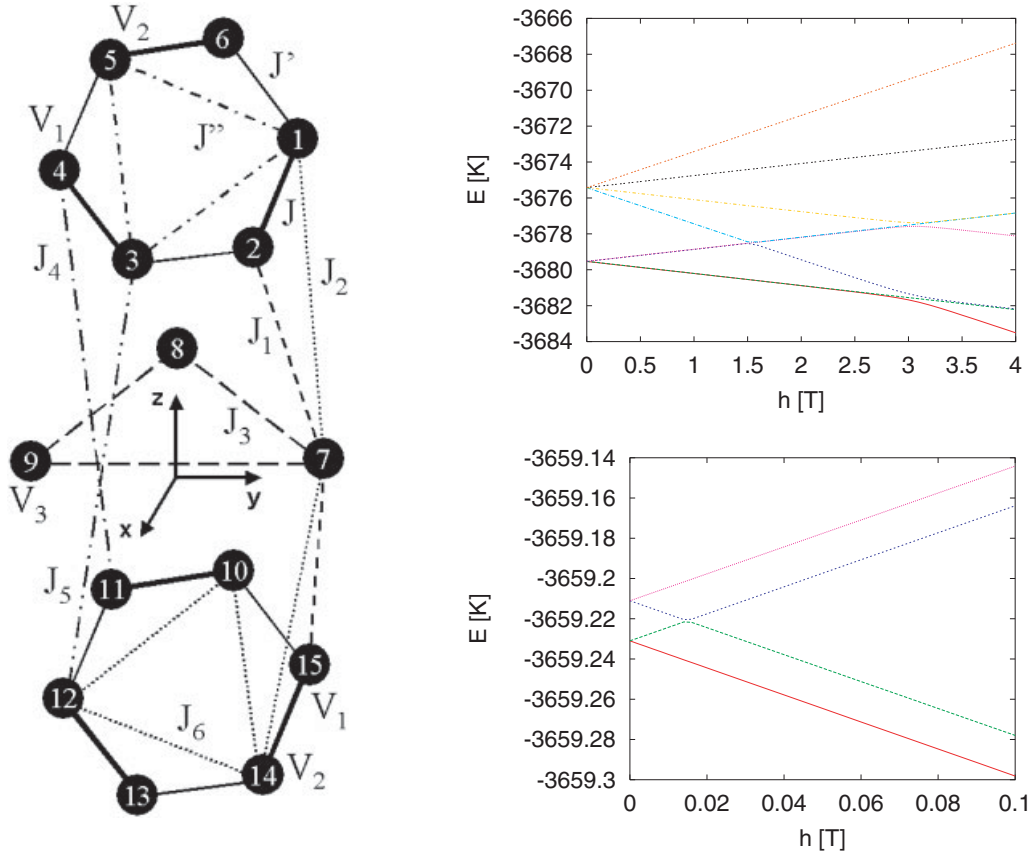 V2
6
5
J’
V1
J’’
1
4
J
2
3
J4
J2
J1
8
z
J3
9
7
y
V3
x
J5
11
10
15
12
V1
J6
14
V2
13
-3666
-3668
-3670
-3672
-3674
-3676
-3678
-3680
-3682
-3684
E [K]
0 0.5 1 1.5 2 2.5 3 3.5 4
h [T]
-3659.14
-3659.16
-3659.18
-3659.2
-3659.22
-3659.24
-3659.26
-3659.28
-3659.3
E [K]
0 0.02 0.04 0.06 0.08 0.1
h [T]